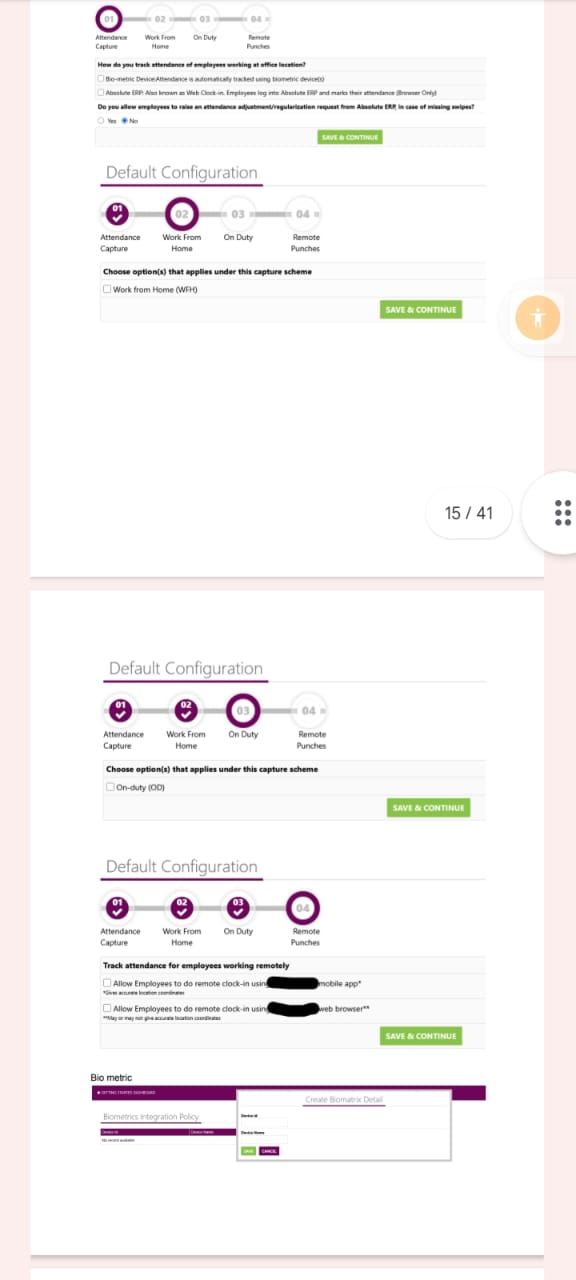 01 02 03 04
Attendance Capture
Work From Home
On Duty
Remote Punches
How do you track attendance of employees working at office location?
Bio-metric Device:Attendance is automatically tracked using biometric device(s)
Absolute ERP: Also known as Web Clock-in. Employees log into Absolute ERP and marks their attendance (Browser Only)
Do you allow employees to raise an attendance adjustment/regularization request from Absolute ERP, in case of missing swipes?
Yes No
SAVE & CONTINUE
Default Configuration
01 02 03 04
Attendance Capture
Work From Home
On Duty
Remote Punches
Choose option(s) that applies under this capture scheme
Work from Home (WFH)
SAVE & CONTINUE
15 / 41
Default Configuration
01 02 03 04
Attendance Capture
Work From Home
On Duty
Remote Punches
Choose option(s) that applies under this capture scheme
On-duty (OD)
SAVE & CONTINUE
Default Configuration
01 02 03 04
Attendance Capture
Work From Home
On Duty
Remote Punches
Track attendance for employees working remotely
Allow Employees to do remote clock-in using mobile app*
*Gives accurate location coordinates
Allow Employees to do remote clock-in using web browser**
**May or may not give accurate location coordinates
SAVE & CONTINUE
Bio metric
GETTING STARTED DASHBOARD
Create Biomatrix Detail
Biometrics Integration Policy
Device Id
Device Id Device Name
Device Name
No record available
SAVE CANCEL